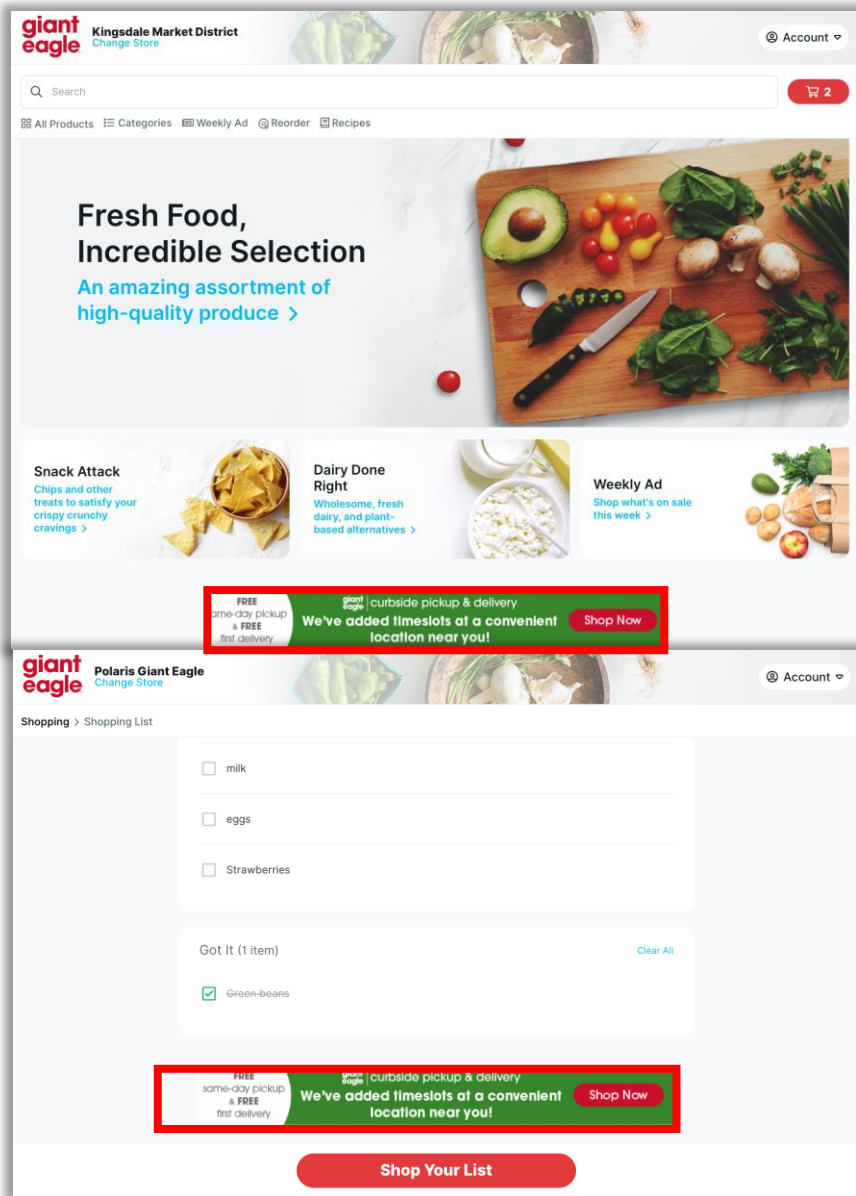 giant
eagle
Kingsdale Market District
Change Store
Account
Search
2
All Products Categories Weekly Ad Reorder Recipes
Fresh Food,
Incredible Selection
An amazing assortment of
high-quality produce >
Snack Attack
Chips and other
treats to satisfy your
crispy crunchy
cravings >
Dairy Done
Right
Wholesome, fresh
dairy, and plant-
based alternatives >
Weekly Ad
Shop what's on sale
this week >
FREE
ame-day pickup
& FREE
first delivery
giant eagle | curbside pickup & delivery
We've added timeslots at a convenient
location near you!
Shop Now
giant
eagle
Polaris Giant Eagle
Change Store
Account
Shopping > Shopping List
milk
eggs
Strawberries
Got It (1 item)
Clear All
Green beans
FREE
same-day pickup
& FREE
first delivery
giant eagle | curbside pickup & delivery
We've added timeslots at a convenient
location near you!
Shop Now
Shop Your List